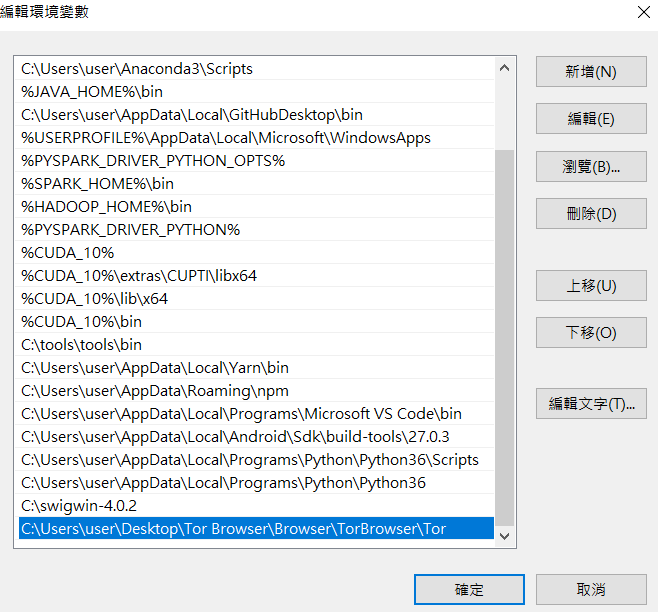 編輯環境變數
C:\Users\user\Anaconda3\Scripts
%JAVA_HOME%\bin
C:\Users\user\AppData\Local\GitHubDesktop\bin
%USERPROFILE%\AppData\Local\Microsoft\WindowsApps
%PYSPARK_DRIVER_PYTHON_OPTS%
%SPARK_HOME%\bin
%HADOOP_HOME%\bin
%PYSPARK_DRIVER_PYTHON%
%CUDA_10%
%CUDA_10%\extras\CUPTI\libx64
%CUDA_10%\lib\x64
%CUDA_10%\bin
C:\tools\tools\bin
C:\Users\user\AppData\Local\Yarn\bin
C:\Users\user\AppData\Roaming\npm
C:\Users\user\AppData\Local\Programs\Microsoft VS Code\bin
C:\Users\user\AppData\Local\Android\Sdk\build-tools\27.0.3
C:\Users\user\AppData\Local\Programs\Python\Python36\Scripts
C:\Users\user\AppData\Local\Programs\Python\Python36
C:\swigwin-4.0.2
C:\Users\user\Desktop\Tor Browser\Browser\TorBrowser\Tor
新增(N)
編輯(E)
瀏覽(B)...
刪除(D)
上移(U)
下移(O)
編輯文字(T)...
確定
取消